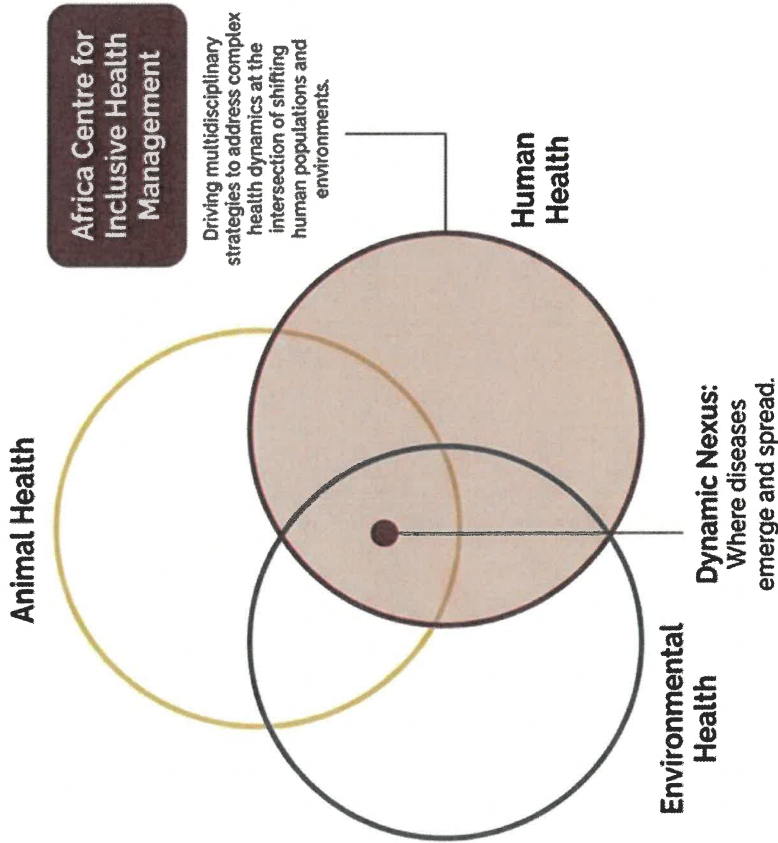 Africa Centre for
Inclusive Health
Management
Driving multidisciplinary
strategies to address complex
health dynamics at the
intersection of shifting
human populations and
environments.
Animal Health
Human
Health
Environmental
Health
Dynamic Nexus:
Where diseases
emerge and spread.